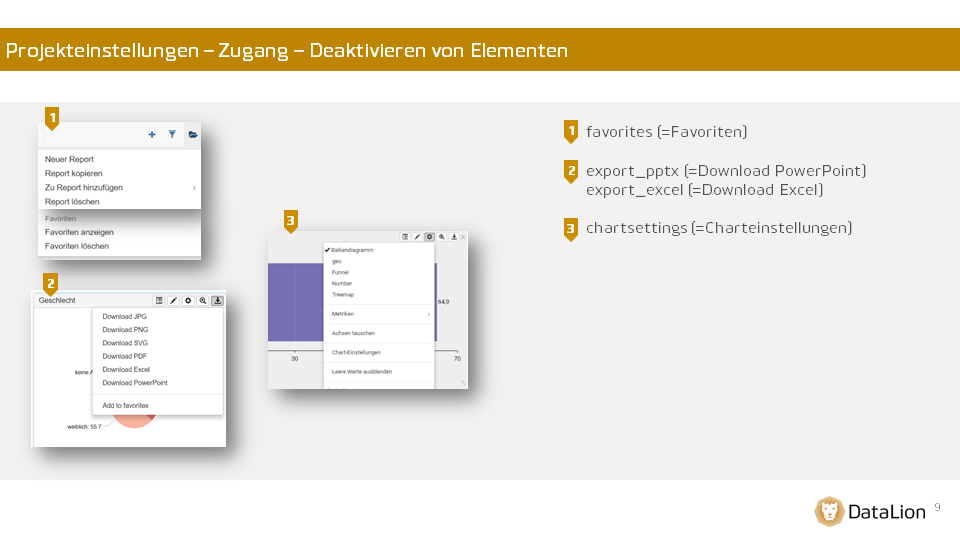 Projekteinstellungen – Zugang – Deaktivieren von Elementen
1
Neuer Report
Report kopieren
Zu Report hinzufügen
Report löschen
Favoriten
Favoriten anzeigen
Favoriten löschen
2
Geschlecht
Download JPG
Download PNG
Download SVG
Download PDF
Download Excel
Download PowerPoint
Add to favorites
keine A
weiblich: 55.7
3
Balkendiagramm
geo
Funnel
Number
Treemap
Metriken
Achsen tauschen
Chart-Einstellungen
Leere Werte ausblenden
64,9
30
70
1 favorites (=Favoriten)
2 export_pptx (=Download PowerPoint)
export_excel (=Download Excel)
3 chartsettings (=Charteinstellungen)
DataLion
9